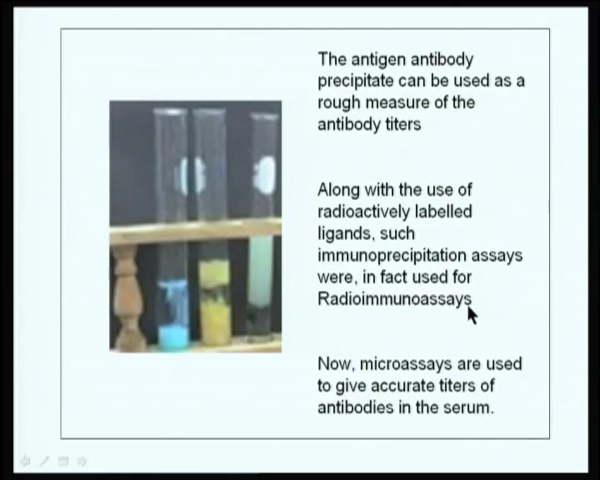 The antigen antibody
precipitate can be used as a
rough measure of the
antibody titers
Along with the use of
radioactively labelled
ligands, such
immunoprecipitation assays
were, in fact used for
Radioimmunoassays
Now, microassays are used
to give accurate titers of
antibodies in the serum.